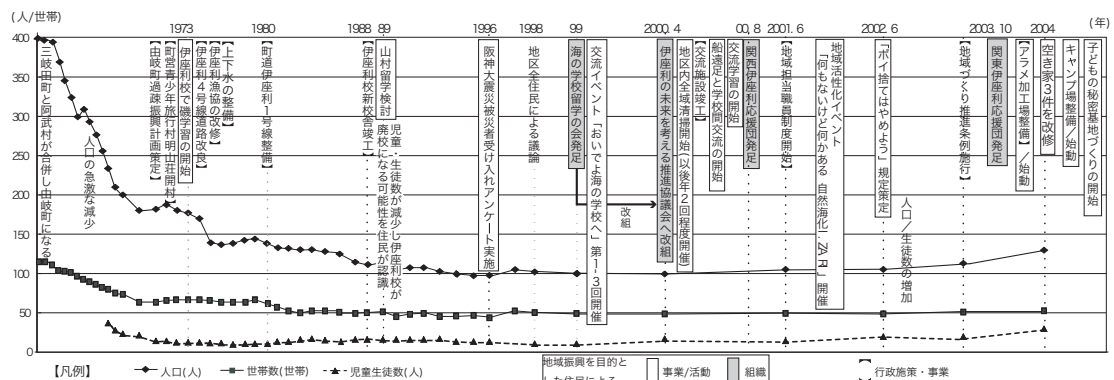 (人/世帯)
1973
1980
1988
89
1996
1998
99
2001. 4
00. 8
2001. 6
2002. 6
2003. 10
2004
(年)
400
350
300
250
200
150
100
50
0
三岐田町と阿部村が合併し由岐町になる
人口の急激な減少
【由岐町過疎振興計画策定】
【町営青少年旅行村明山荘開村】
伊座利校で磯学習の開始
【伊座利4号線道路改良】
【伊座利漁協の改修】
【上下水の整備】
【町道伊座利1号線整備】
【伊座利校新校舎竣工】
山村留学検討
児童・生徒数が減少し伊座利校が
廃校になる可能性を住民が認識
阪神大震災被災者受け入れアンケート実施
地区全住民による議論
海の学校留学の会発足
交流イベント「おいでよ海の学校へ」第1-3回開催
改組
伊座利の未来を考える推進協議会へ改組
地区内全域清掃開始(以後年2回程度開催)
【交流施設竣工】
船遠足と学校間交流の開始
交流学習の開始
関西伊座利応援団発足
【地域担当職員制度開始】
地域活性化イベント
「何もないけど何かある 自然海化!ZARI」開催
「ポイ捨てはやめよう」規定策定
人口/生徒数の増加
【地域づくり推進条例施行】
関東伊座利応援団発足
【アラメ加工場整備】/始動
空き家3件を改修
キャンプ場整備/始動
子どもの秘密基地づくりの開始
【凡例】
人口(人)
世帯数(世帯)
児童生徒数(人)
地域振興を目的と
した住民による
事業/活動
組織
【 】行政施策・事業